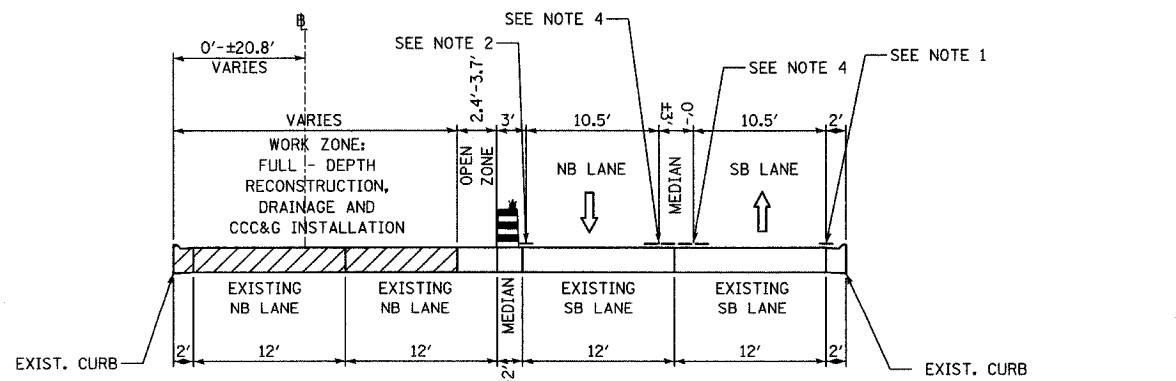 SEE NOTE 4
SEE NOTE 2
SEE NOTE 1
SEE NOTE 4
0'-±20.8'
VARIES
2.4'-3.7'
VARIES
3'
10.5'
0'-
±3'
10.5'
2'
WORK ZONE:
FULL - DEPTH
RECONSTRUCTION,
DRAINAGE AND
CCC&G INSTALLATION
OPEN
ZONE
NB LANE
MEDIAN
SB LANE
EXISTING
NB LANE
EXISTING
NB LANE
MEDIAN
EXISTING
SB LANE
EXISTING
SB LANE
2'
12'
12'
2'
12'
12'
2'
EXIST. CURB
EXIST. CURB